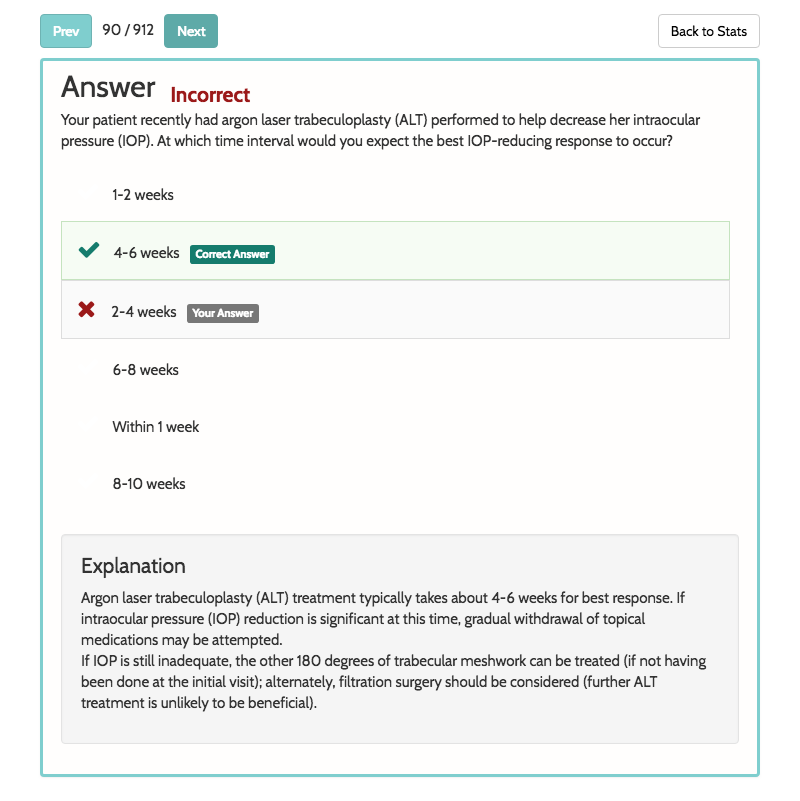 Prev 90 / 912 Next Back to Stats
Answer Incorrect
Your patient recently had argon laser trabeculoplasty (ALT) performed to help decrease her intraocular
pressure (IOP). At which time interval would you expect the best IOP-reducing response to occur?
1-2 weeks
4-6 weeks Correct Answer
2-4 weeks Your Answer
6-8 weeks
Within 1 week
8-10 weeks
Explanation
Argon laser trabeculoplasty (ALT) treatment typically takes about 4-6 weeks for best response. If
intraocular pressure (IOP) reduction is significant at this time, gradual withdrawal of topical
medications may be attempted.
If IOP is still inadequate, the other 180 degrees of trabecular meshwork can be treated (if not having
been done at the initial visit); alternately, filtration surgery should be considered (further ALT
treatment is unlikely to be beneficial).